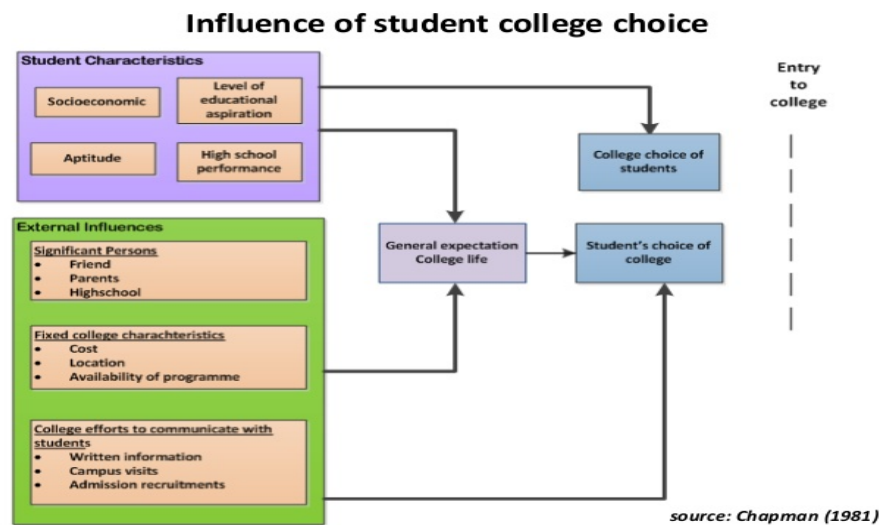 Influence of student college choice
Student Characteristics
Socioeconomic
Level of
educational
aspiration
Aptitude
High school
performance
External Influences
Significant Persons
• Friend
• Parents
• Highschool
Fixed college charachteristics
• Cost
• Location
• Availability of programme
College efforts to communicate with
students
• Written information
• Campus visits
• Admission recruitments
General expectation
College life
College choice of
students
Student's choice of
college
Entry
to
college
source: Chapman (1981)